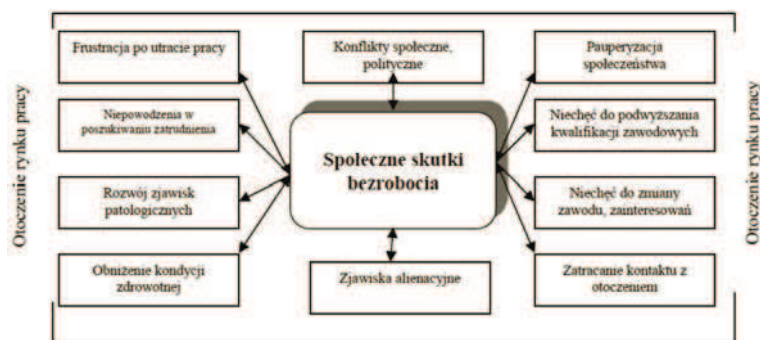 Otoczenie rynku pracy
Frustracja po utracie pracy
Niepowodzenia w
poszukiwaniu zatrudnienia
Rozwój zjawisk
patologicznych
Obniżenie kondycji
zdrowotnej
Konflikty społeczne,
polityczne
Społeczne skutki
bezrobocia
Zjawiska alienacyjne
Pauperyzacja
społeczeństwa
Niechęć do podwyższania
kwalifikacji zawodowych
Niechęć do zmiany
zawodu, zainteresowań
Zatracanie kontaktu z
otoczeniem
Otoczenie rynku pracy